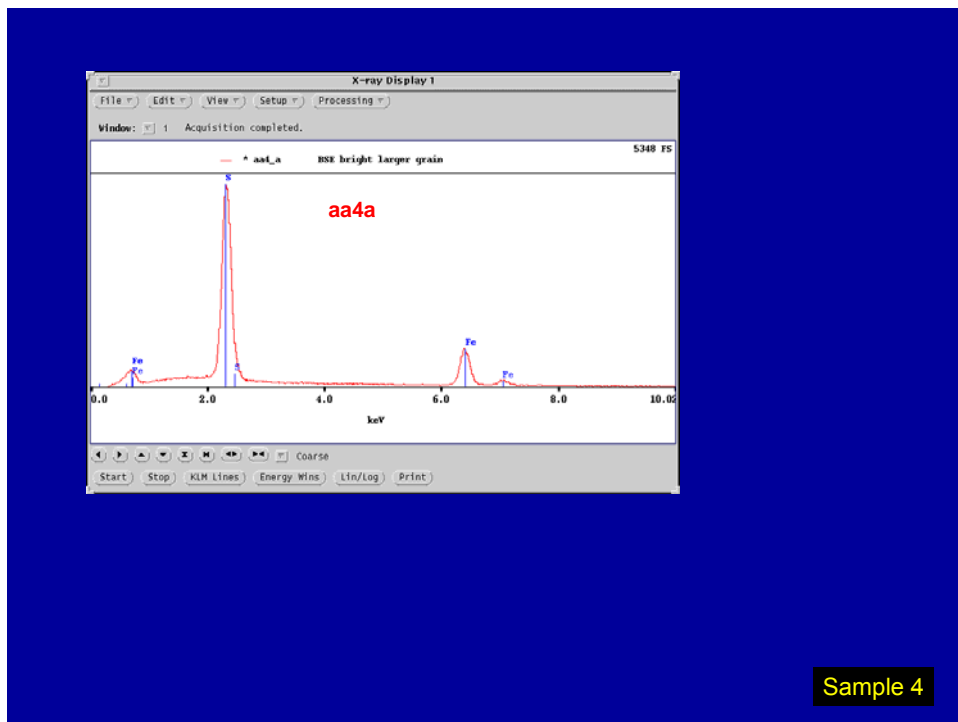 X-ray Display 1
File Edit View Setup Processing
Window: 1 Acquisition completed.
5348 FS
* aa4_a BSE bright larger grain
S
aa4a
Fe
Fe
S
Fe
Fe
0.0 2.0 4.0 6.0 8.0 10.02
keV
Coarse
Start Stop KLM Lines Energy Wins Lin/Log Print
Sample 4